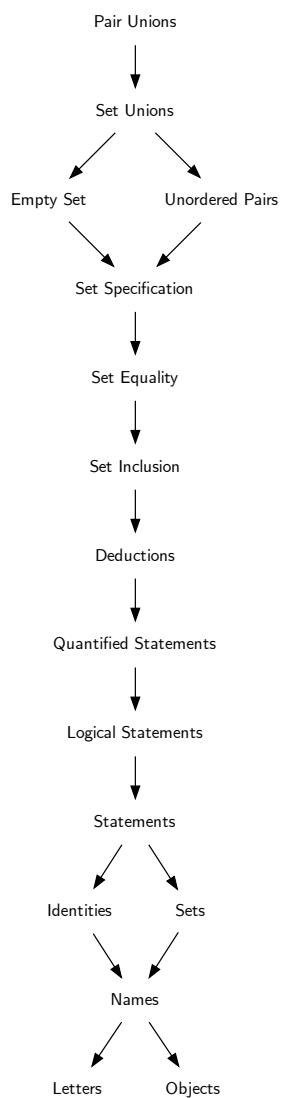 Pair Unions
Set Unions
Empty Set
Unordered Pairs
Set Specification
Set Equality
Set Inclusion
Deductions
Quantified Statements
Logical Statements
Statements
Identities
Sets
Names
Letters
Objects